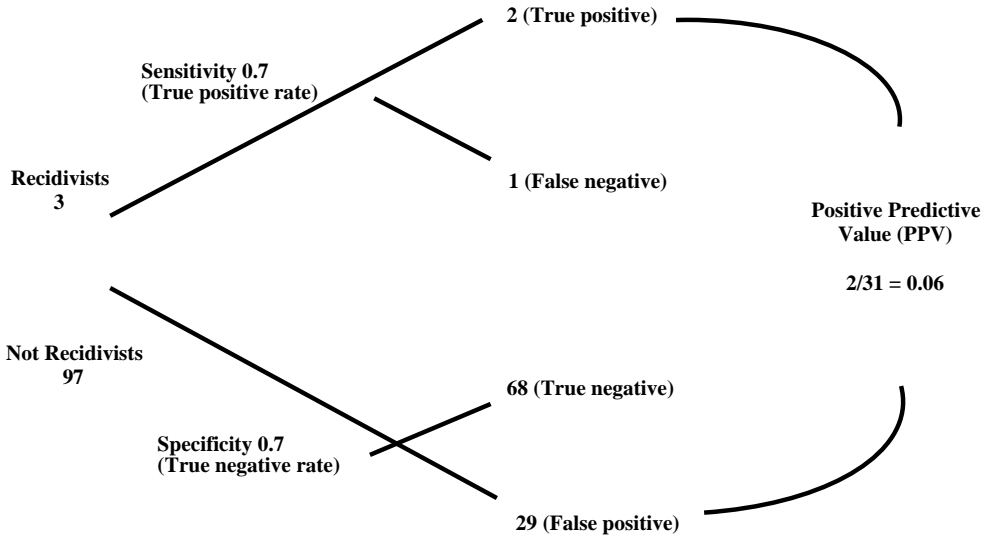 2 (True positive)
Sensitivity 0.7
(True positive rate)
Recidivists
3
1 (False negative)
Positive Predictive
Value (PPV)
2/31 = 0.06
Not Recidivists
97
68 (True negative)
Specificity 0.7
(True negative rate)
29 (False positive)